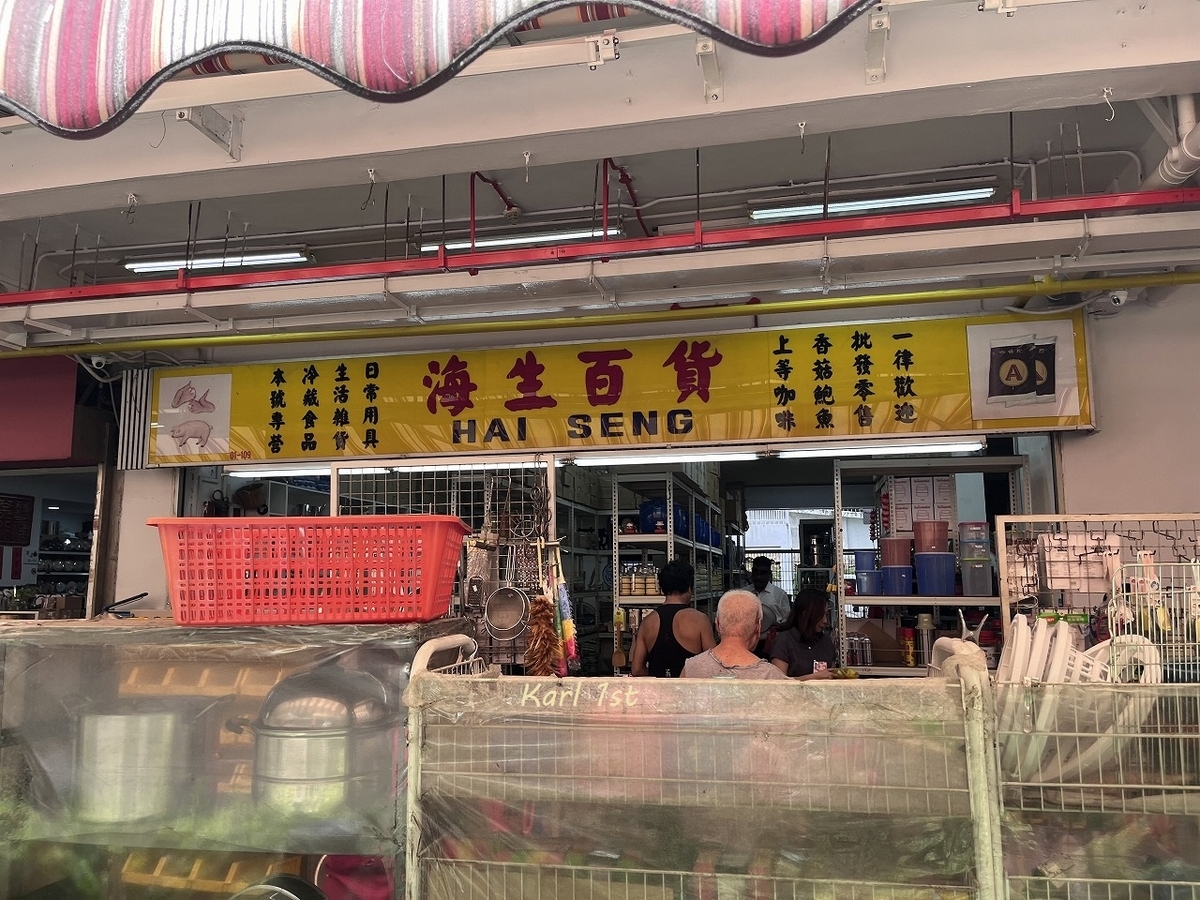 本號專營
冷藏食品
生活雜貨
日常用具
海生百貨
HAI SENG
上等咖啡
香菇鮑魚
批發零售
一律歡迎
01-109
A
Karl 1st